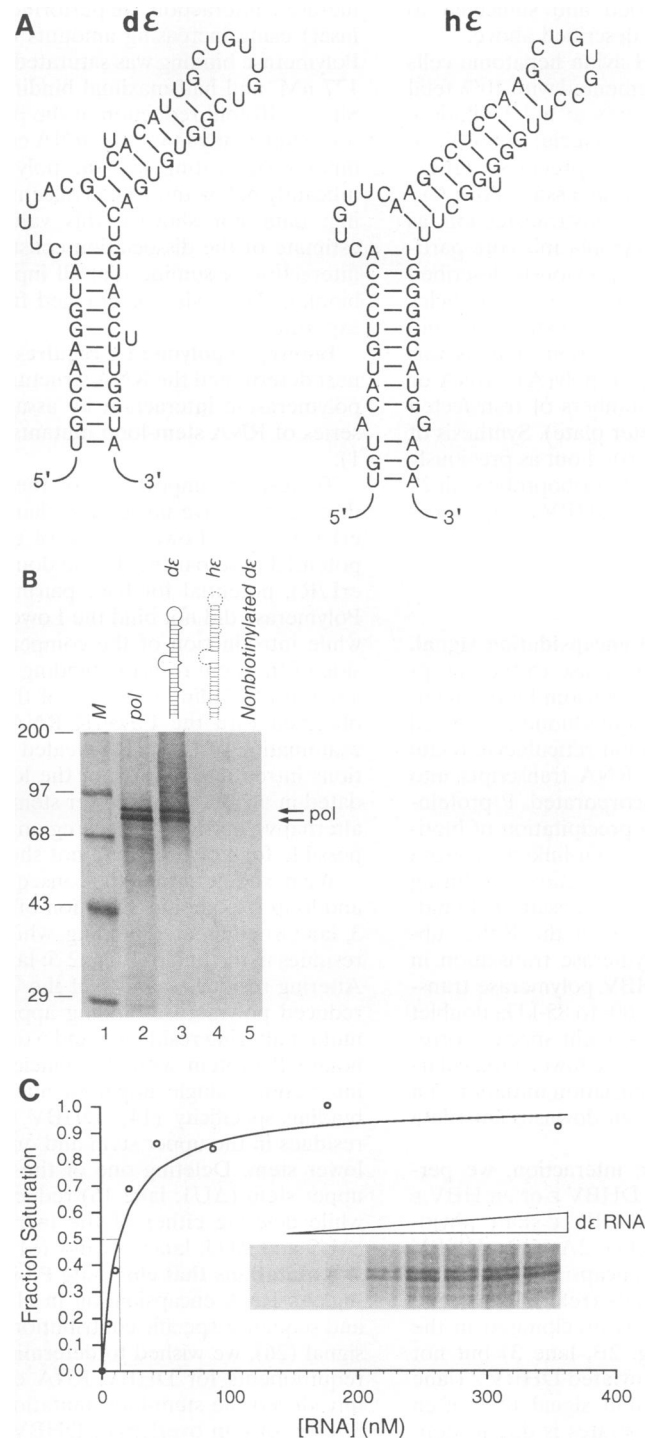 A
dε
hε
UGCCAAGGUAUCUUUACGUCUACAUUGCUGUUGUCGUGUGUGACUGUACCUUUGUA
5'
3'
UGUACAUGUCCCACUGUUCAAGCCUCCAAGCUGUGCCUUGGGUGGCUUUGGGGCAUGGACA
5'
3'
B
M
pol
dε
hε
Nonbiotinylated dε
200
97
68
43
29
pol
1 2 3 4 5
C
Fraction Saturation
1.0
0.9
0.8
0.7
0.6
0.5
0.4
0.3
0.2
0.1
0.0
dε RNA
0 100 200 300 400
[RNA] (nM)